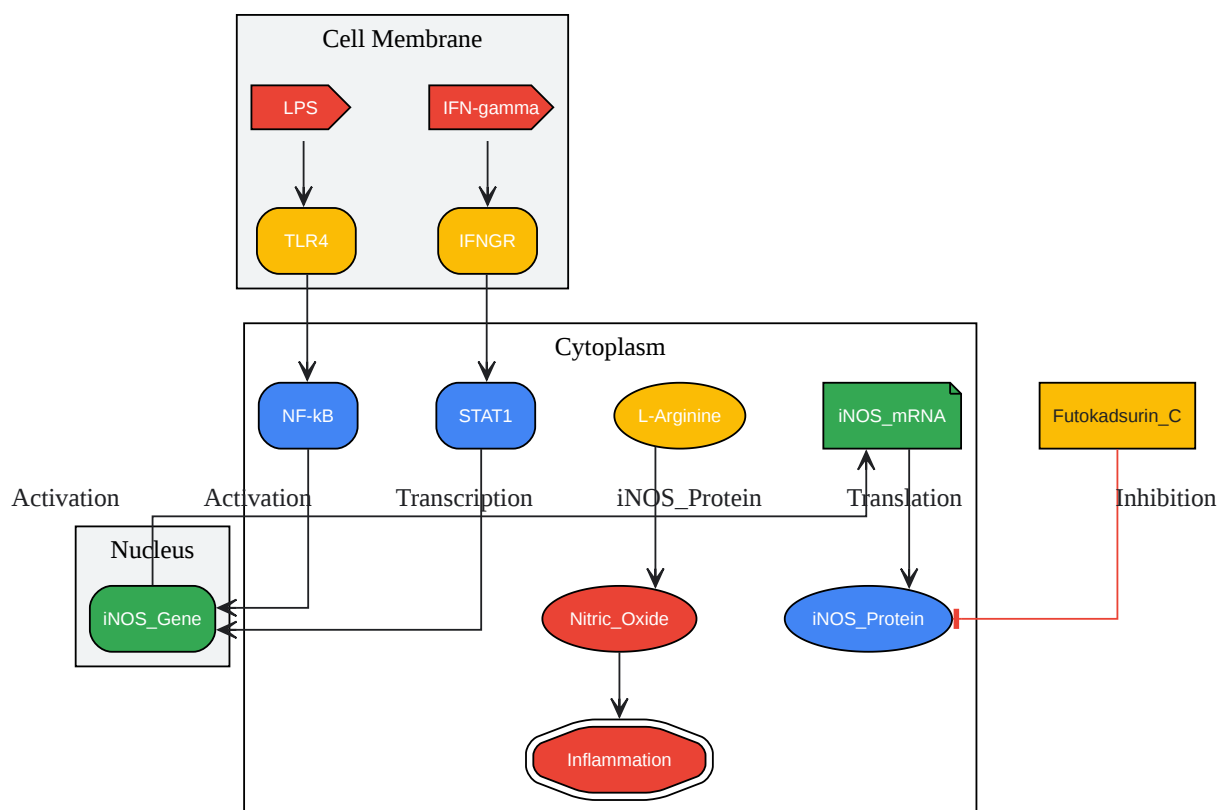 Cell Membrane
LPS
IFN-gamma
TLR4
IFNGR
Cytoplasm
NF-kB
STAT1
L-Arginine
iNOS_mRNA
Futokadsurin_C
Activation
Activation
Transcription
iNOS_Protein
Translation
Inhibition
Nucleus
iNOS_Gene
Nitric_Oxide
iNOS_Protein
Inflammation